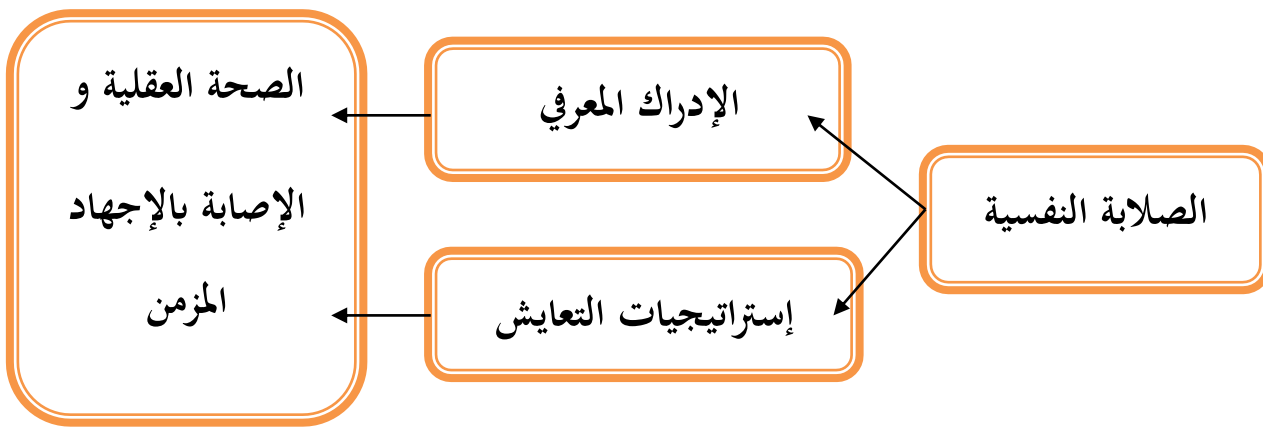 الصلابة النفسية
الإدراك المعرفي
إستراتيجيات التعايش
الصحة العقلية و
الإصابة بالإجهاد
المزمن